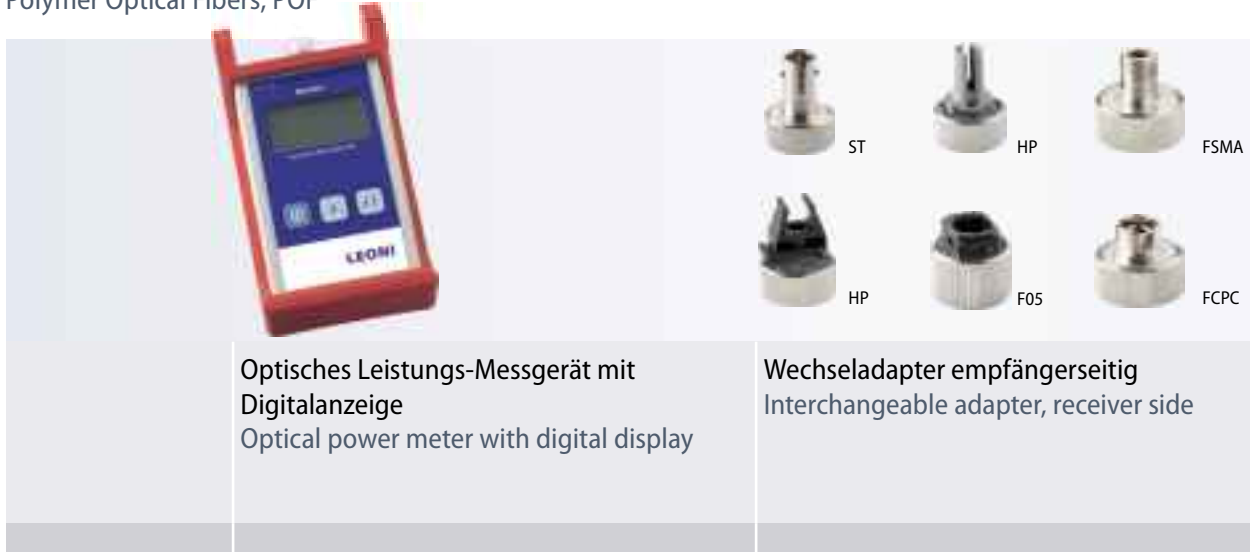 Polymer Optical Fibers, POF
LEONI
ST
HP
FSMA
HP
F05
FCPC
Optisches Leistungs-Messgerät mit
Digitalanzeige
Optical power meter with digital display
Wechseladapter empfängerseitig
Interchangeable adapter, receiver side